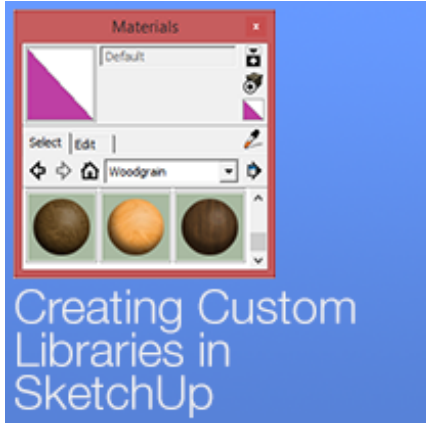 Materials
x
Default
Select Edit
Woodgrain
Creating Custom
Libraries in
SketchUp